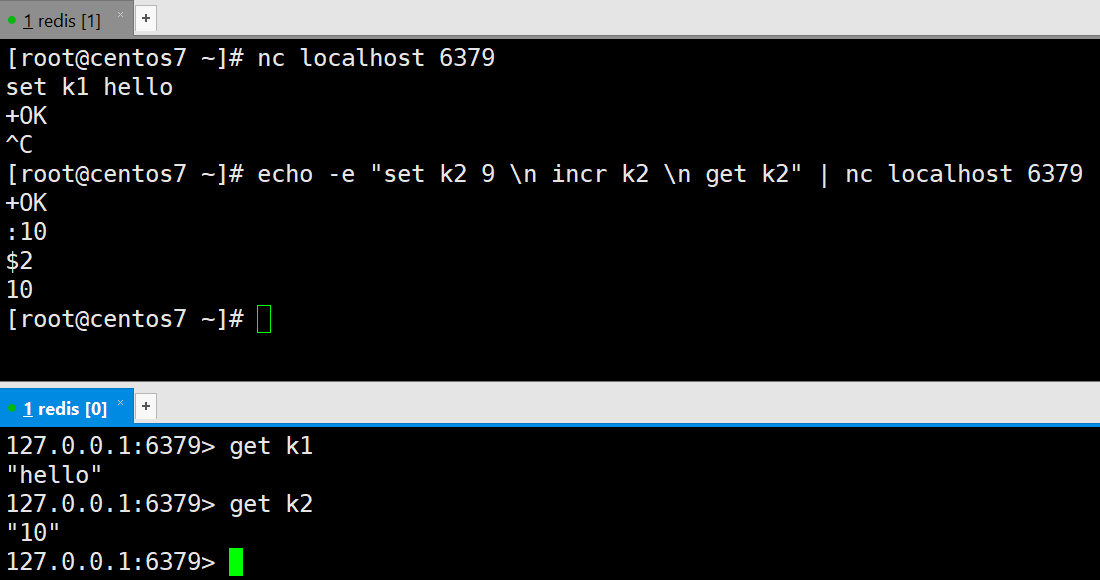 1 redis [1] × +
[root@centos7 ~]# nc localhost 6379
set k1 hello
+OK
^C
[root@centos7 ~]# echo -e "set k2 9 \n incr k2 \n get k2" | nc localhost 6379
+OK
:10
$2
10
[root@centos7 ~]#
1 redis [0] × +
127.0.0.1:6379> get k1
"hello"
127.0.0.1:6379> get k2
"10"
127.0.0.1:6379>